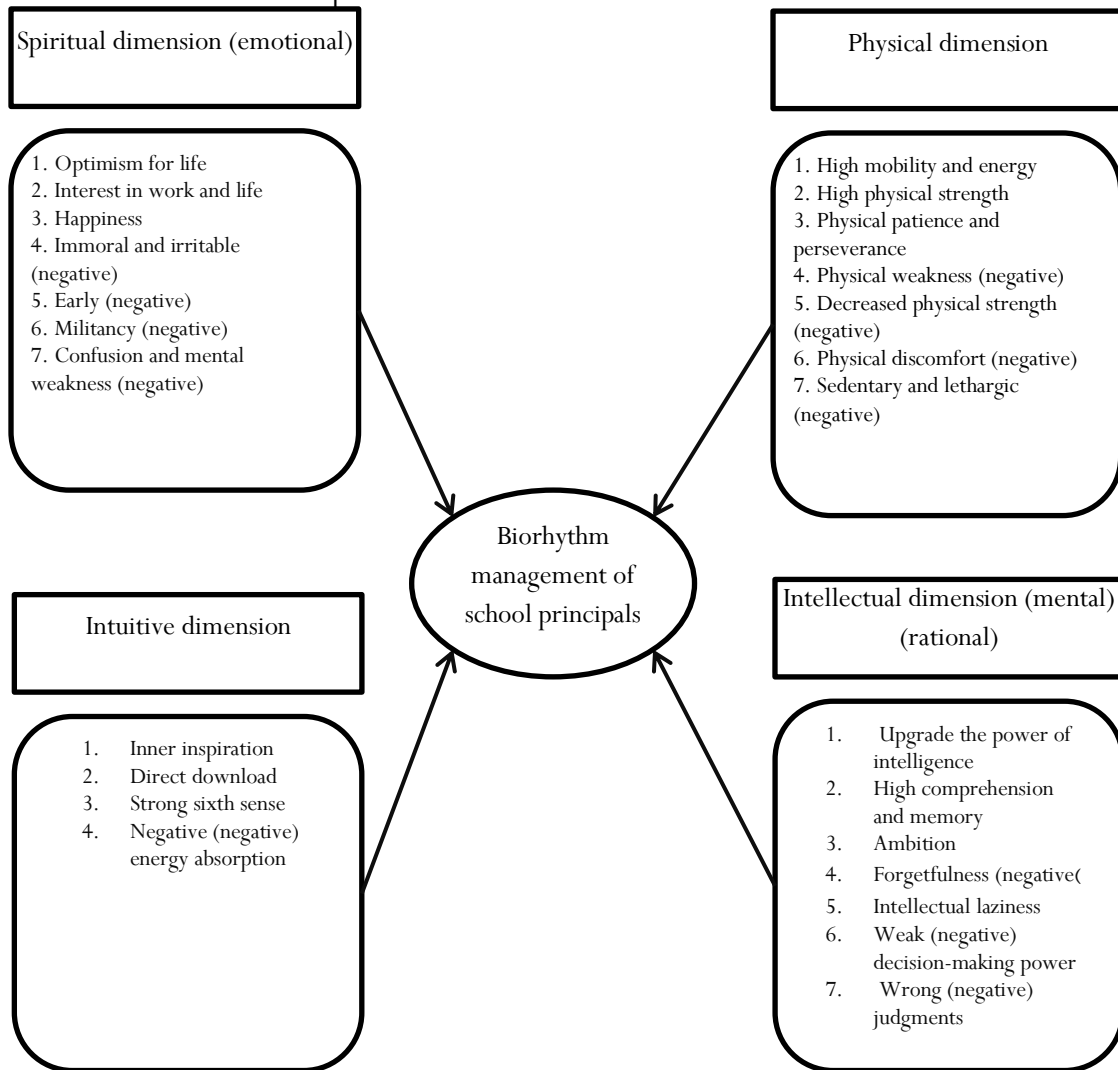 Spiritual dimension (emotional)
1. Optimism for life
2. Interest in work and life
3. Happiness
4. Immoral and irritable
(negative)
5. Early (negative)
6. Militancy (negative)
7. Confusion and mental
weakness (negative)
Physical dimension
1. High mobility and energy
2. High physical strength
3. Physical patience and
perseverance
4. Physical weakness (negative)
5. Decreased physical strength
(negative)
6. Physical discomfort (negative)
7. Sedentary and lethargic
(negative)
Biorhythm
management of
school principals
Intuitive dimension
1. Inner inspiration
2. Direct download
3. Strong sixth sense
4. Negative (negative)
energy absorption
Intellectual dimension (mental)
(rational)
1. Upgrade the power of
intelligence
2. High comprehension
and memory
3. Ambition
4. Forgetfulness (negative(
5. Intellectual laziness
6. Weak (negative)
decision-making power
7. Wrong (negative)
judgments